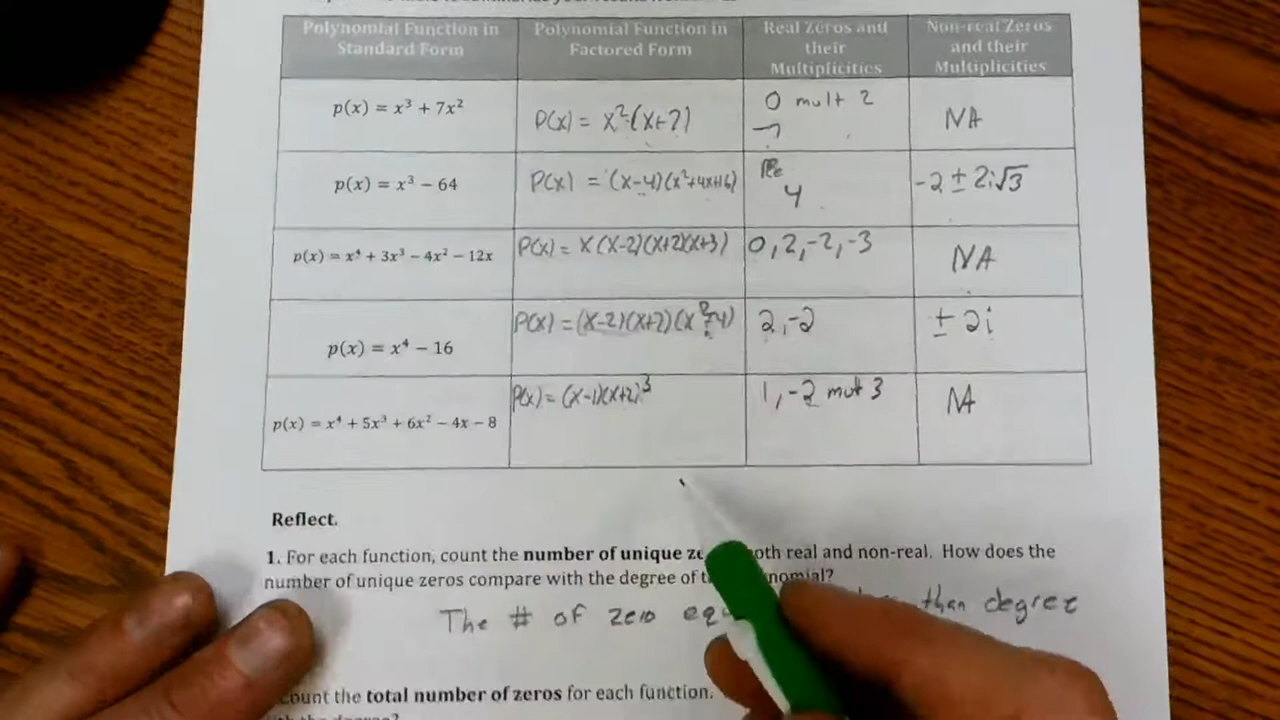 Polynomial Function in Standard Form
Polynomial Function in Factored Form
Real Zeros and their Multiplicities
Non-real Zeros and their Multiplicities
p(x) = x³ + 7x²
P(x) = x²(x+7)
0 mult 2
-7
NA
p(x) = x³ − 64
P(x) = (x-4)(x²+4x+16)
4
-2 ± 2i√3
p(x) = x⁴ + 3x³ − 4x² − 12x
P(x) = x(x-2)(x+2)(x+3)
0, 2, -2, -3
NA
p(x) = x⁴ − 16
P(x) = (x-2)(x+2)(x²+4)
2, -2
± 2i
p(x) = x⁴ + 5x³ + 6x² − 4x − 8
P(x) = (x-1)(x+2)³
1, -2 mult 3
NA
Reflect.
1. For each function, count the number of unique oth real and non-real. How does the
number of unique zeros compare with the degree of nomial?
The # of zero than degree
ount the total number of zeros for each function.